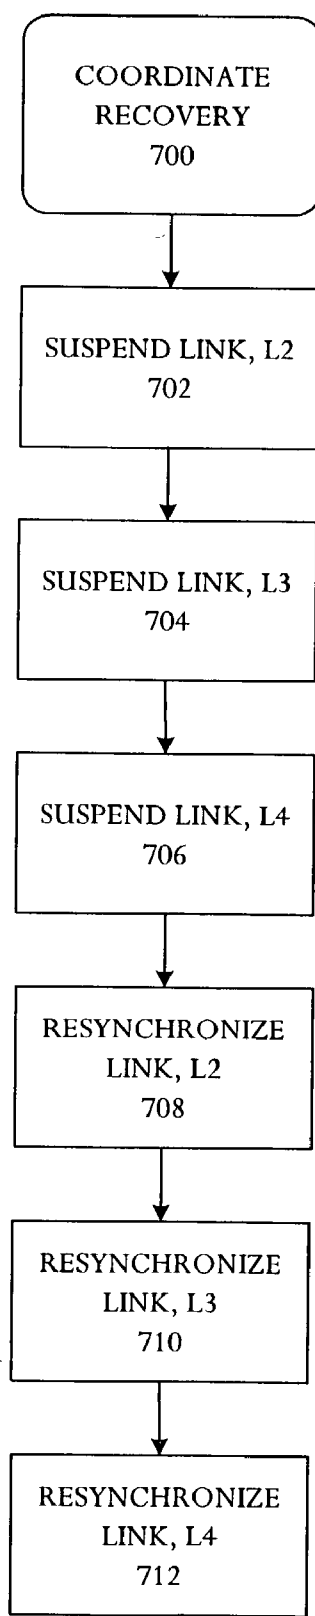 COORDINATE
RECOVERY
700
SUSPEND LINK, L2
702
SUSPEND LINK, L3
704
SUSPEND LINK, L4
706
RESYNCHRONIZE
LINK, L2
708
RESYNCHRONIZE
LINK, L3
710
RESYNCHRONIZE
LINK, L4
712